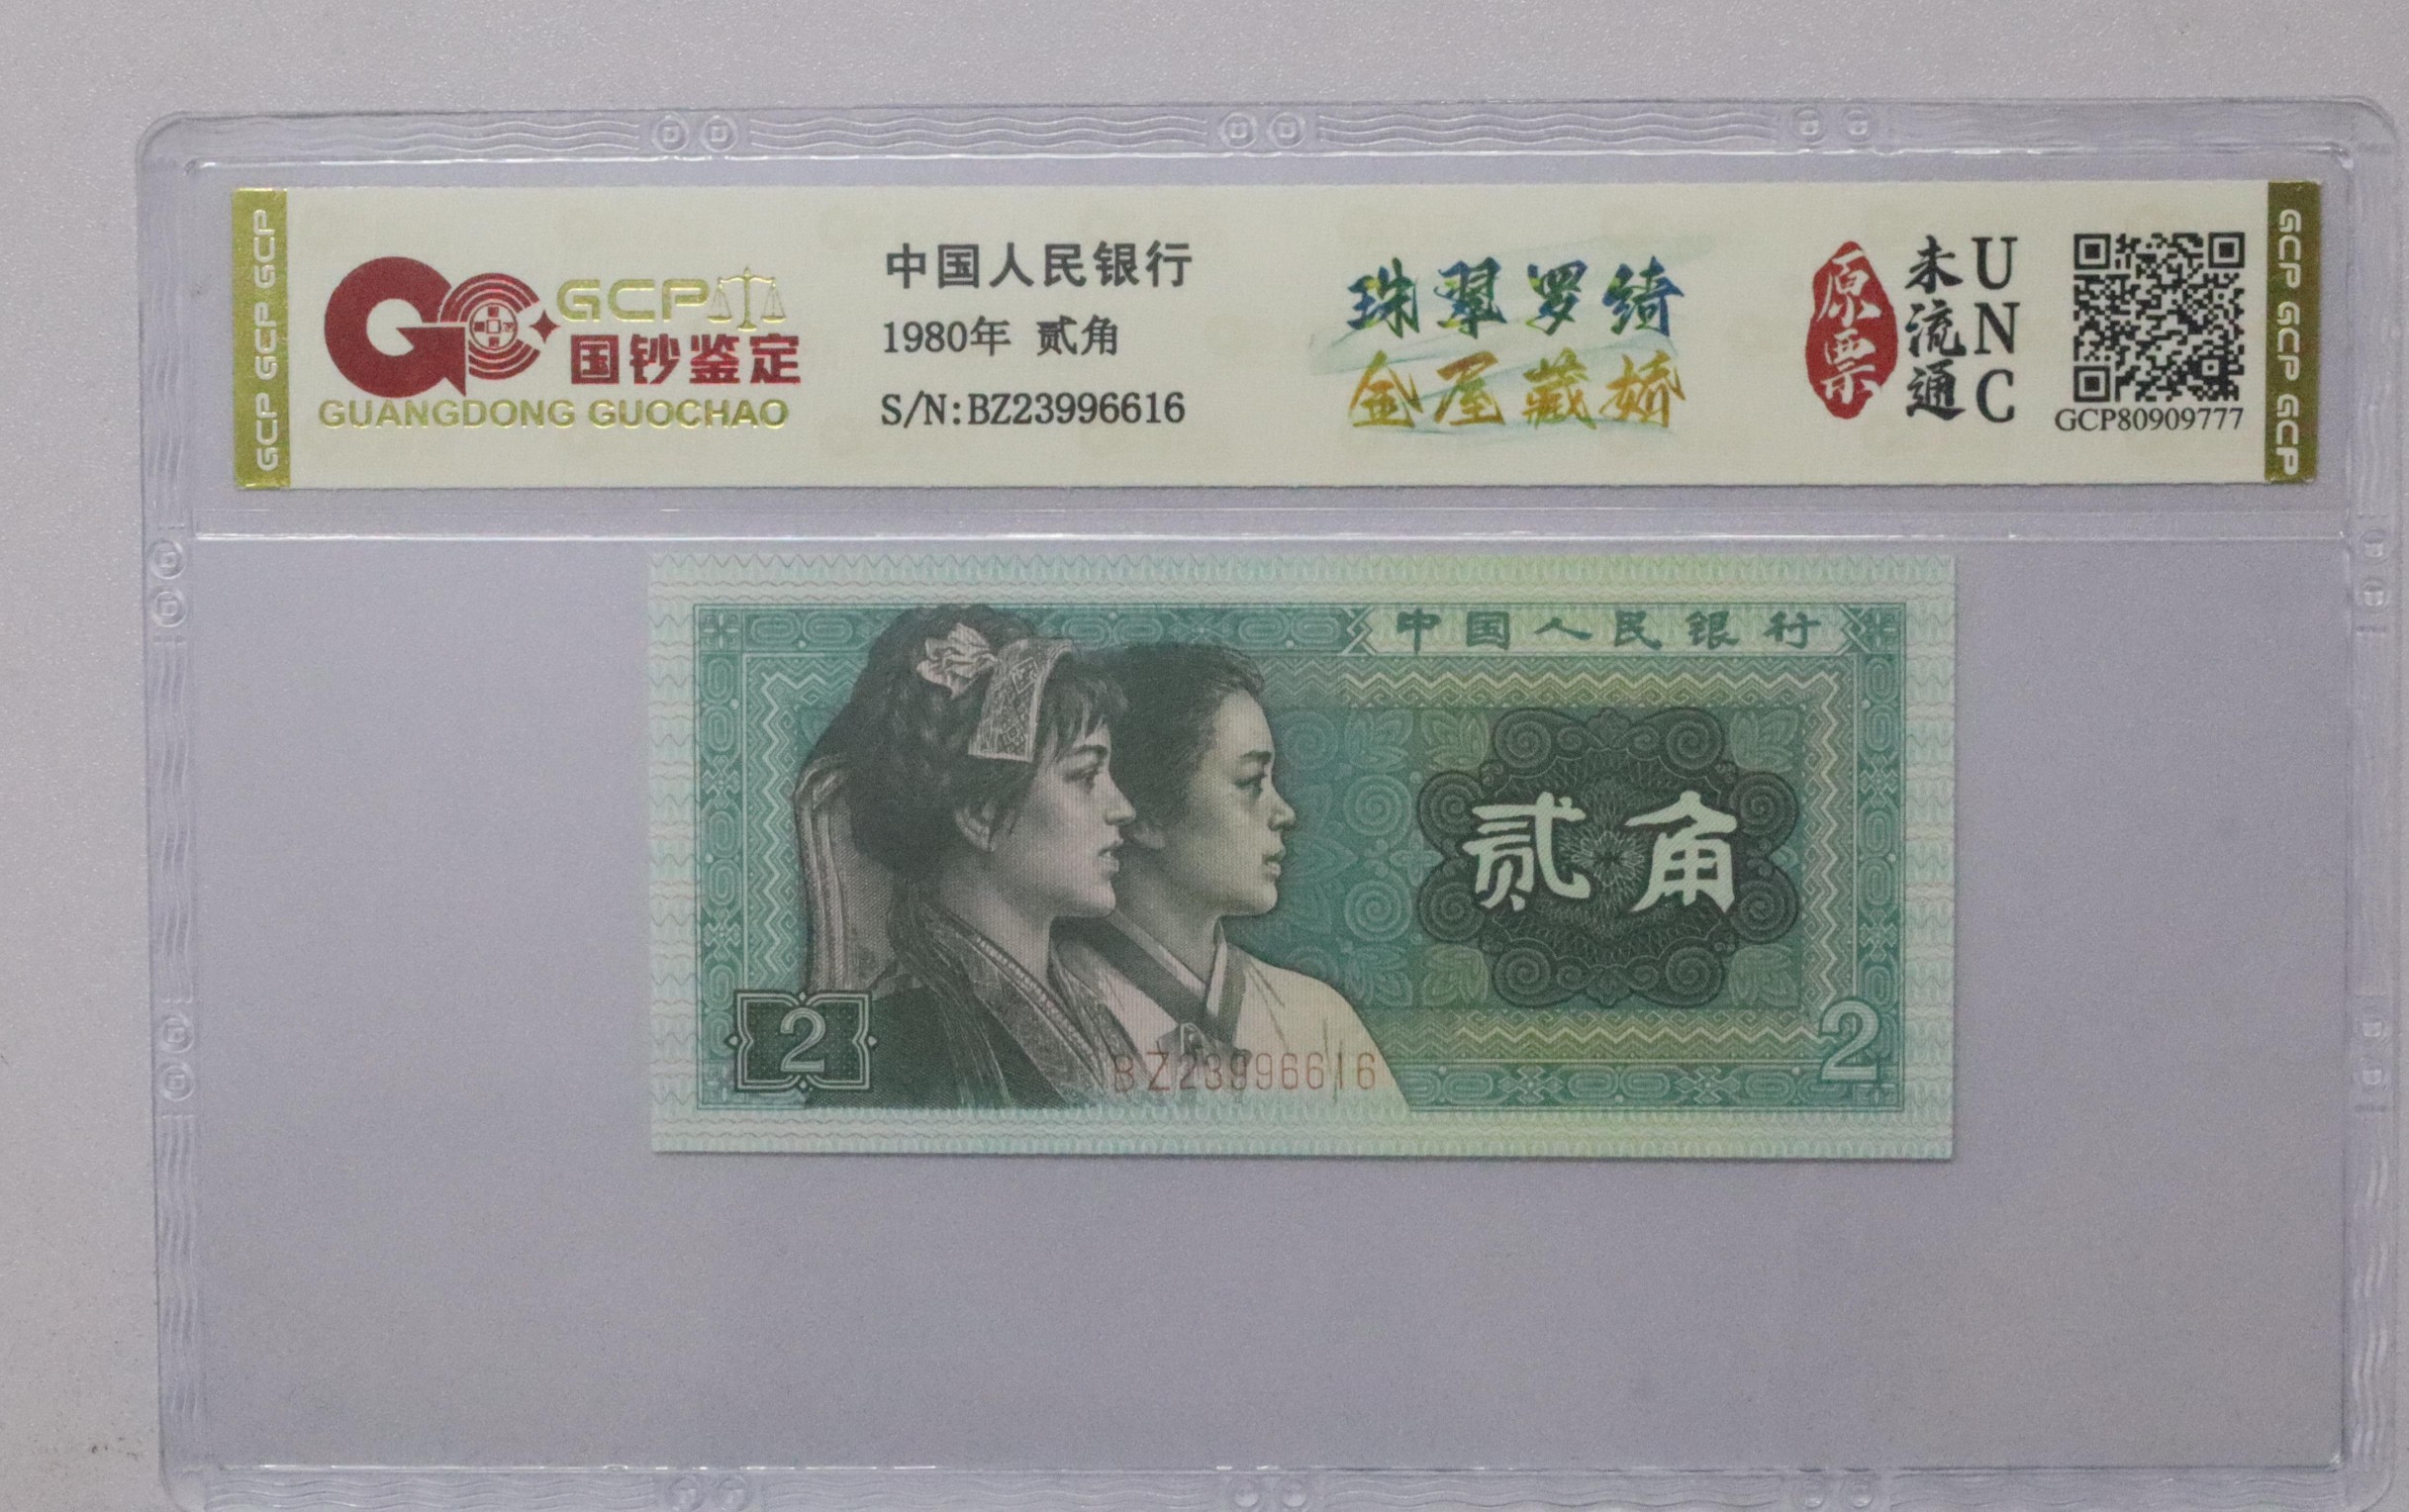 GCP GCP GCP
GCP
国钞鉴定
GUANGDONG GUOCHAO
中国人民银行
1980年 贰角
S/N:BZ23996616
珠翠罗绮
金屋藏娇
原票
未流通
UNC
GCP80909777
GCP GCP GCP
中国人民银行
贰角
2
BZ23996616
2